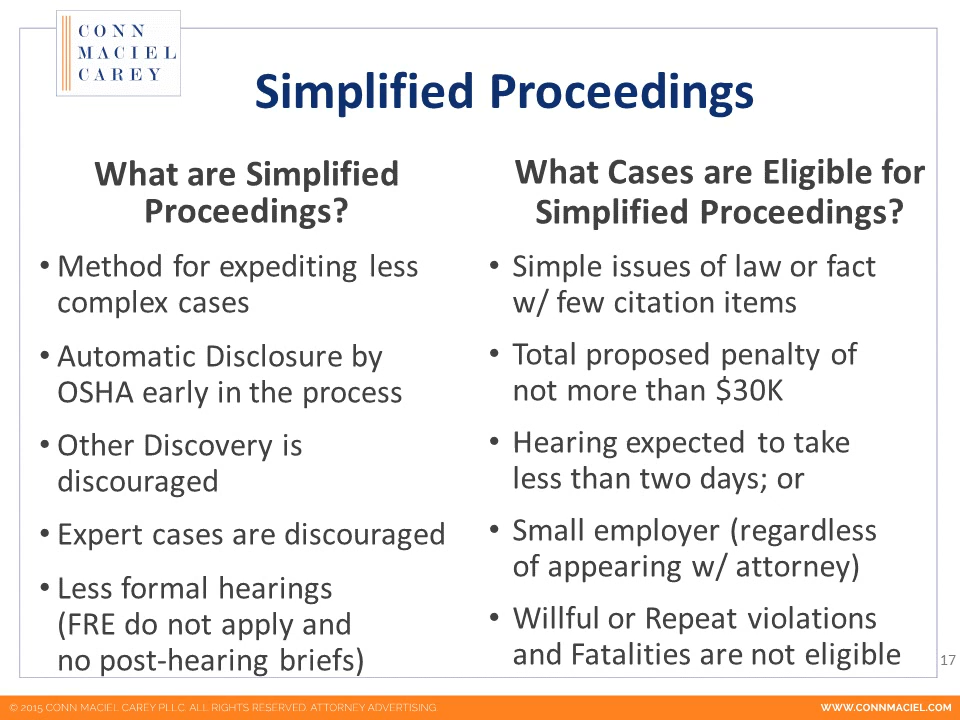 CONN
MACIEL
CAREY
Simplified Proceedings
What are Simplified
Proceedings?
• Method for expediting less
complex cases
• Automatic Disclosure by
OSHA early in the process
• Other Discovery is
discouraged
• Expert cases are discouraged
• Less formal hearings
(FRE do not apply and
no post-hearing briefs)
What Cases are Eligible for
Simplified Proceedings?
• Simple issues of law or fact
w/ few citation items
• Total proposed penalty of
not more than $30K
• Hearing expected to take
less than two days; or
• Small employer (regardless
of appearing w/ attorney)
• Willful or Repeat violations
and Fatalities are not eligible
17
© 2015 CONN MACIEL CAREY PLLC. ALL RIGHTS RESERVED. ATTORNEY ADVERTISING.
WWW.CONNMACIEL.COM